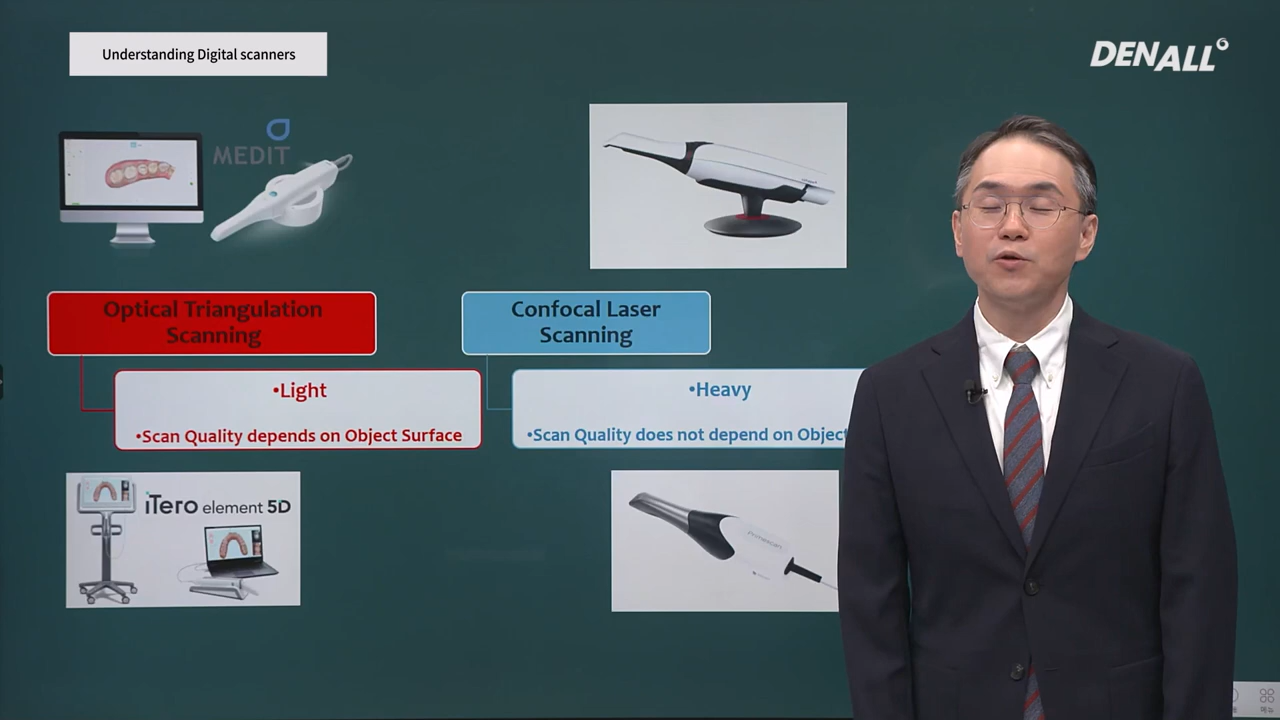 Understanding Digital scanners
DENALL
MEDIT
Optical Triangulation
Scanning
Confocal Laser
Scanning
•Light
•Scan Quality depends on Object Surface
•Heavy
•Scan Quality does not depend on Object
iTero element 5D
primescan